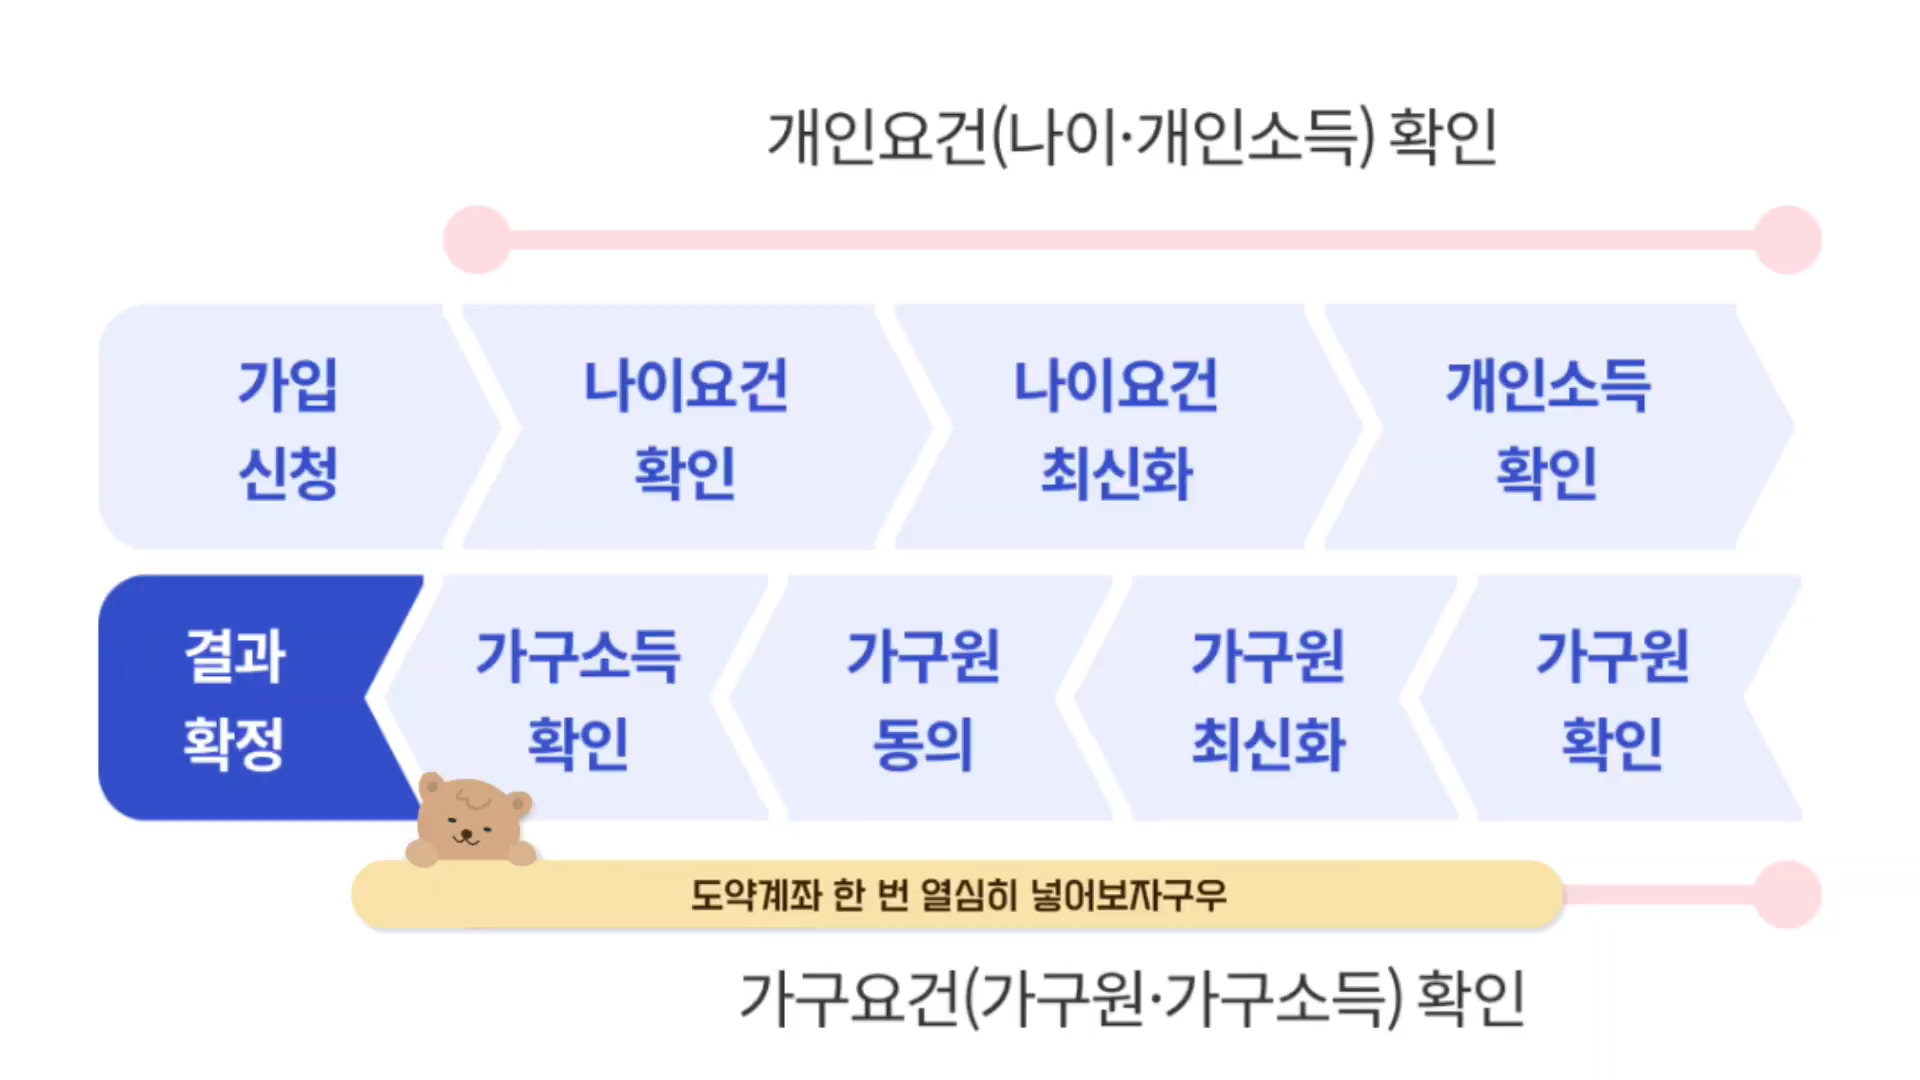 개인요건(나이·개인소득) 확인
가입
신청
나이요건
확인
나이요건
최신화
개인소득
확인
결과
확정
가구소득
확인
가구원
동의
가구원
최신화
가구원
확인
도약계좌 한 번 열심히 넣어보자구우
가구요건(가구원·가구소득) 확인